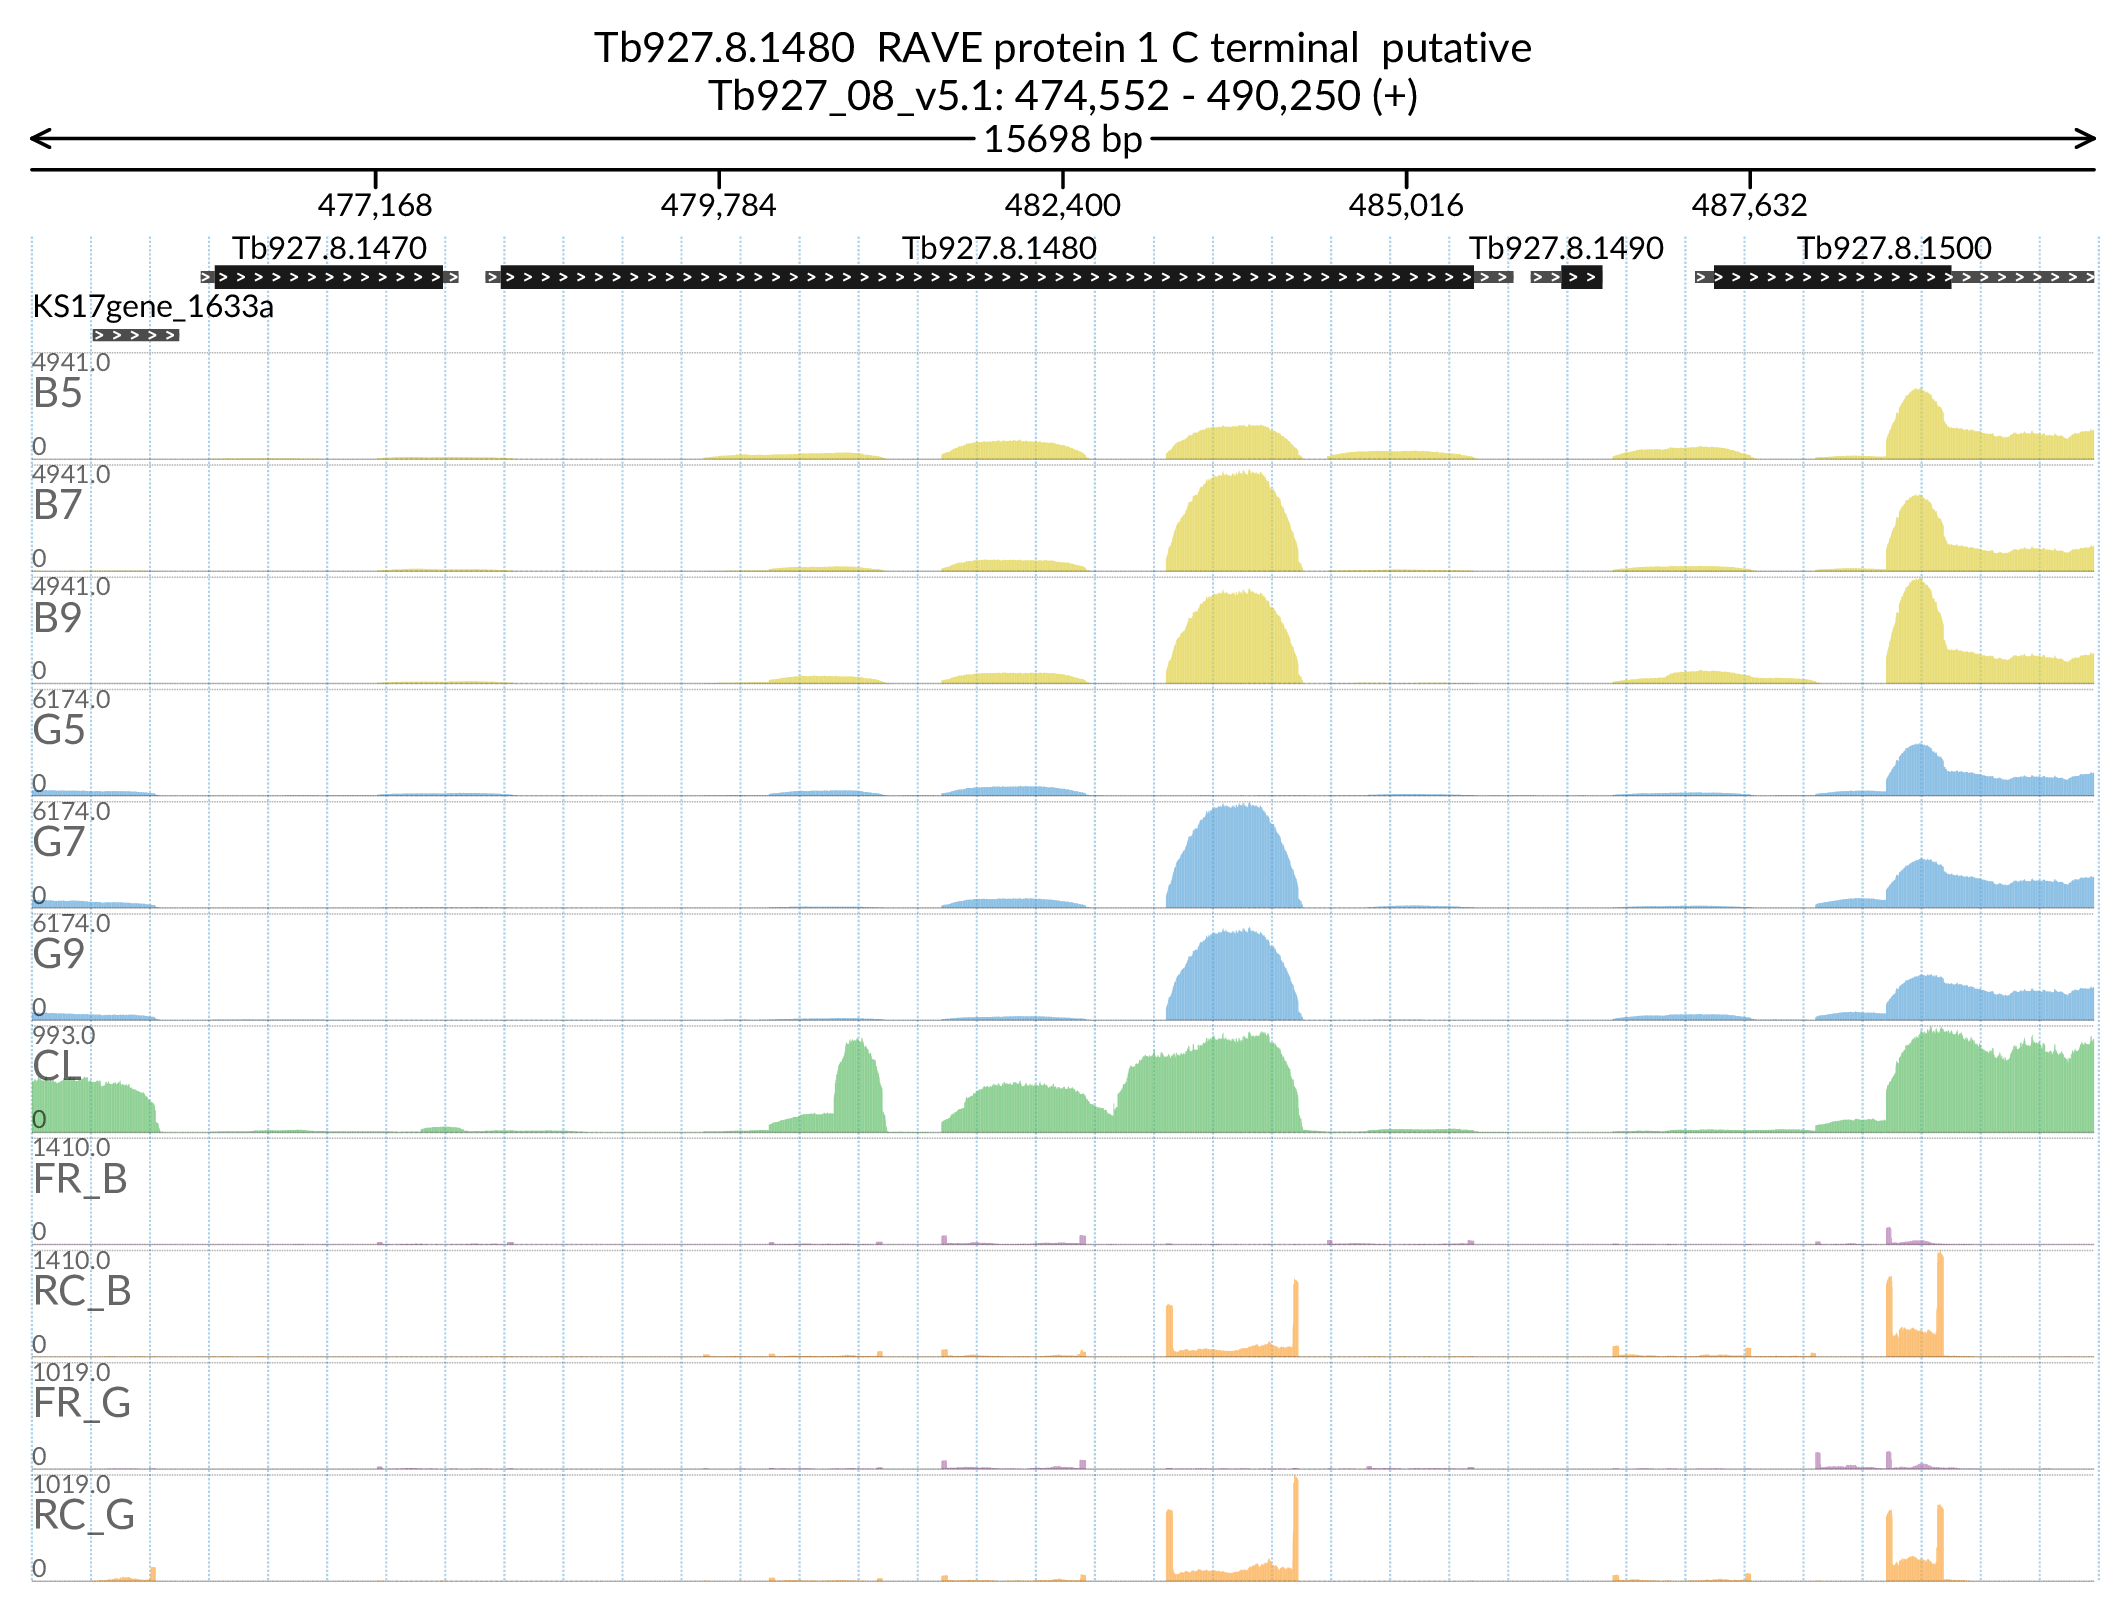 Tb927.8.1480  RAVE protein 1 C terminal  putative
Tb927_08_v5.1: 474,552 - 490,250 (+)
15698 bp
477,168 479,784 482,400 485,016 487,632
Tb927.8.1470 Tb927.8.1480 Tb927.8.1490 Tb927.8.1500
KS17gene_1633a
4941.0
B5
0
4941.0
B7
0
4941.0
B9
0
6174.0
G5
0
6174.0
G7
0
6174.0
G9
0
993.0
CL
0
1410.0
FR_B
0
1410.0
RC_B
0
1019.0
FR_G
0
1019.0
RC_G
0